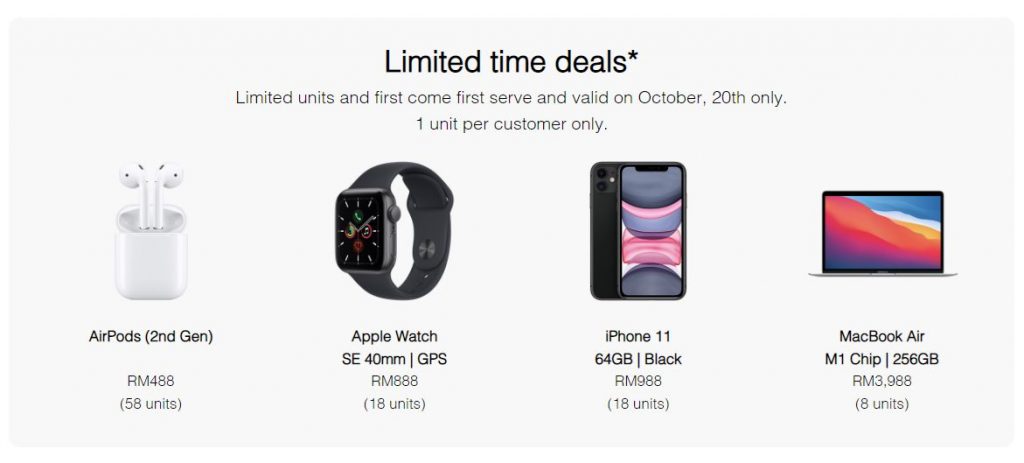 Limited time deals*
Limited units and first come first serve and valid on October, 20th only.
1 unit per customer only.
AirPods (2nd Gen)
RM488
(58 units)
Apple Watch
SE 40mm | GPS
RM888
(18 units)
iPhone 11
64GB | Black
RM988
(18 units)
MacBook Air
M1 Chip | 256GB
RM3,988
(8 units)